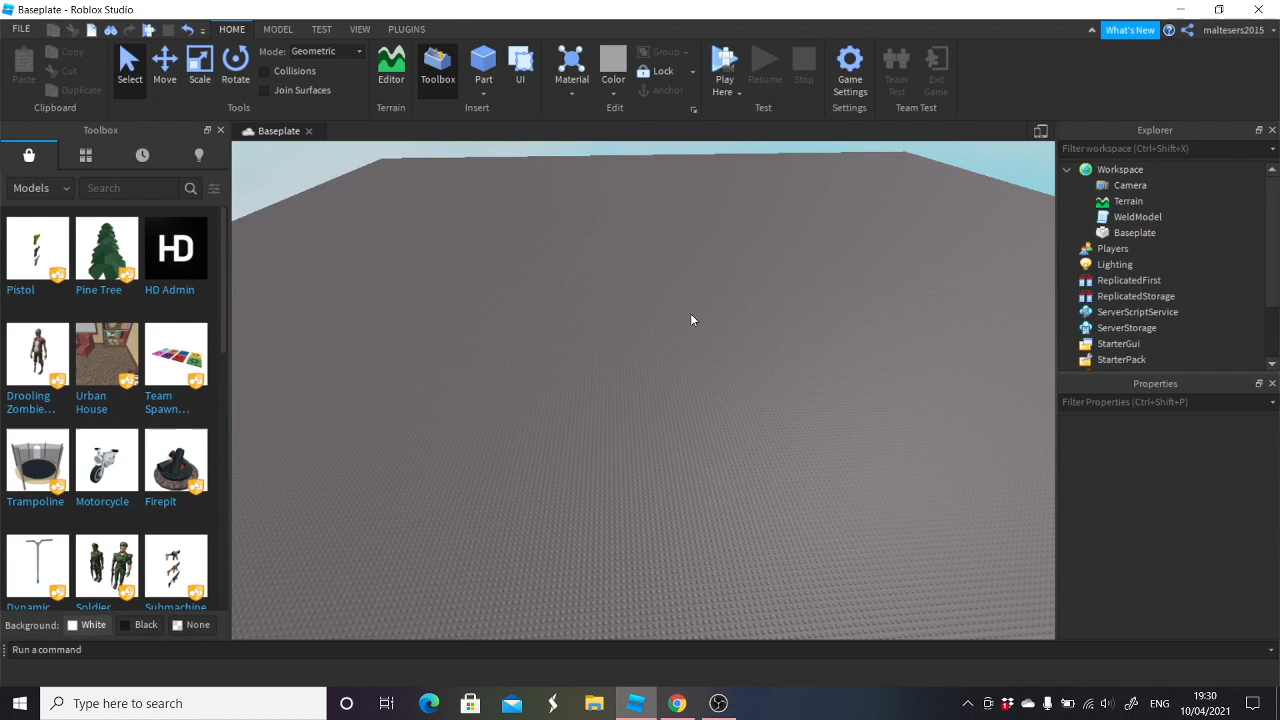 Baseplate - Roblox Studio
FILE HOME MODEL TEST VIEW PLUGINS What's New maltesers2015
Paste Copy Cut Duplicate Clipboard
Select Move Scale Rotate Mode: Geometric Collisions Join Surfaces Tools
Editor Terrain
Toolbox Part UI Insert
Material Color Group Lock Anchor Edit
Play Here Resume Stop Test
Game Settings Settings
Team Test Exit Game Team Test
Toolbox
Baseplate
Explorer
Models Search
Filter workspace (Ctrl+Shift+X)
Workspace
Camera
Terrain
WeldModel
Baseplate
Players
Lighting
ReplicatedFirst
ReplicatedStorage
ServerScriptService
ServerStorage
StarterGui
StarterPack
Properties
Filter Properties (Ctrl+Shift+P)
HD
Pistol Pine Tree HD Admin
Drooling Zombie... Urban House Team Spawn...
Trampoline Motorcycle Firepit
Dynamic Soldier Submachine
Background: White Black None
Run a command
Type here to search
ENG
19:30
10/04/2021